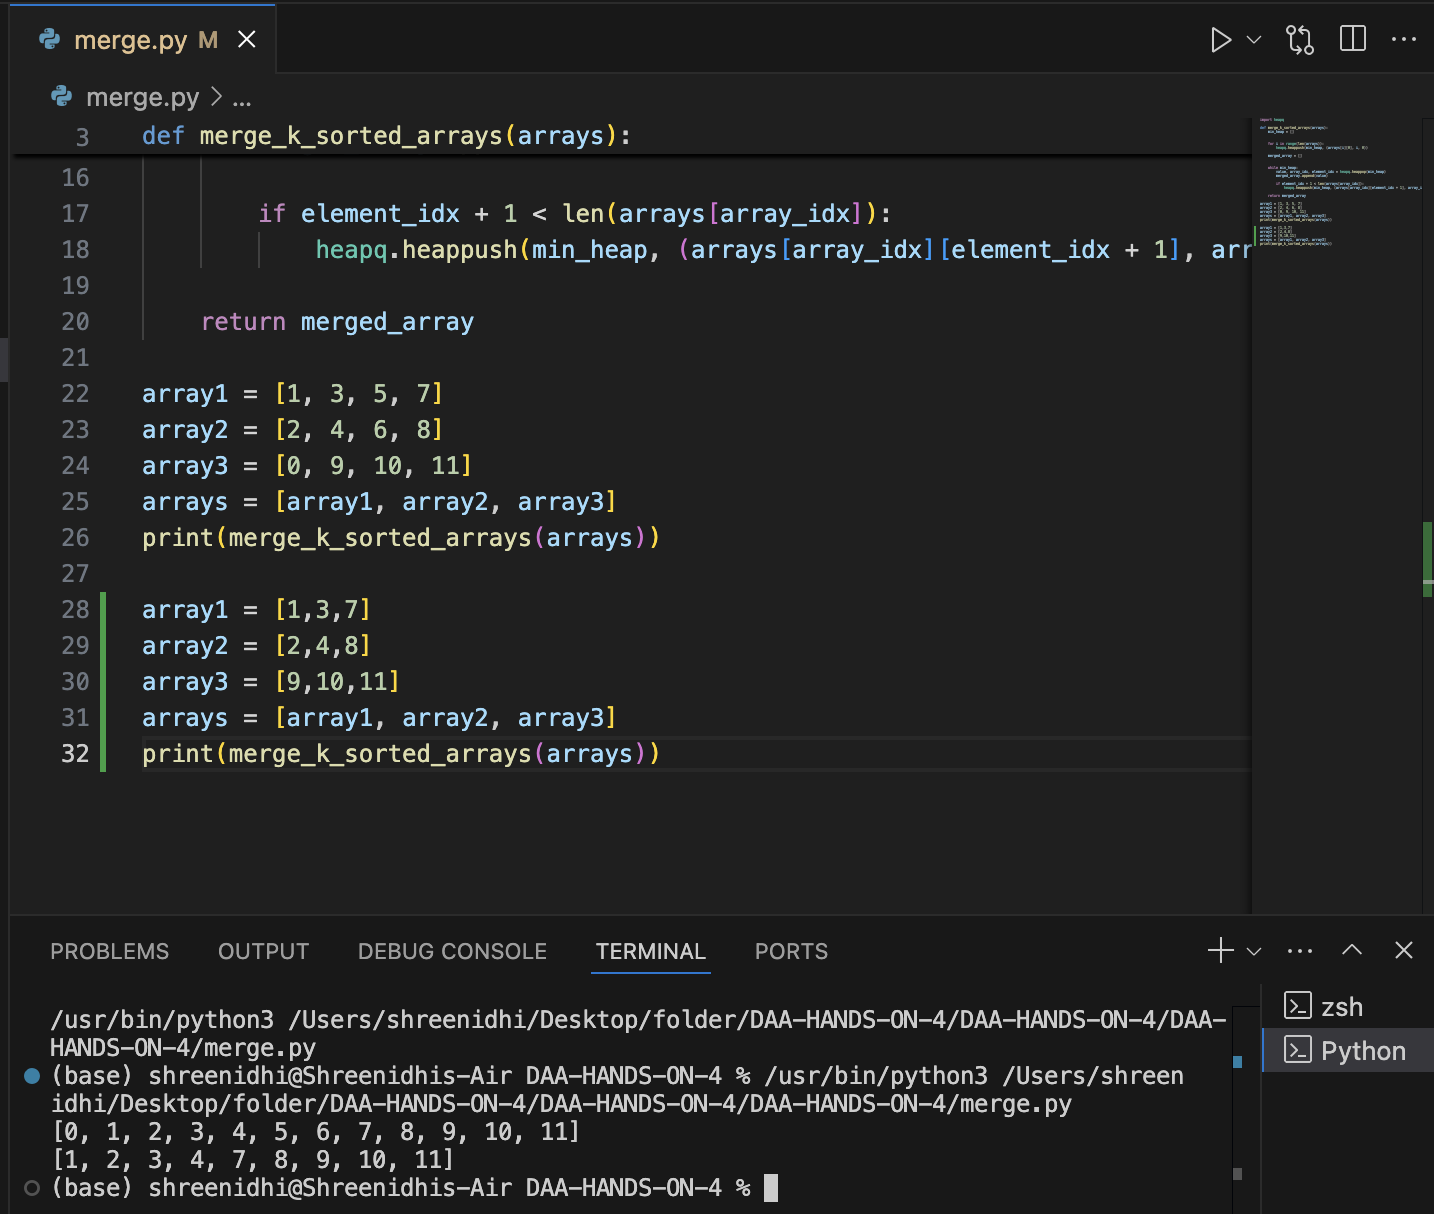 merge.py M
merge.py > ...
3 def merge_k_sorted_arrays(arrays):
16
17 if element_idx + 1 < len(arrays[array_idx]):
18 heapq.heappush(min_heap, (arrays[array_idx][element_idx + 1], arr
19
20 return merged_array
21
22 array1 = [1, 3, 5, 7]
23 array2 = [2, 4, 6, 8]
24 array3 = [0, 9, 10, 11]
25 arrays = [array1, array2, array3]
26 print(merge_k_sorted_arrays(arrays))
27
28 array1 = [1,3,7]
29 array2 = [2,4,8]
30 array3 = [9,10,11]
31 arrays = [array1, array2, array3]
32 print(merge_k_sorted_arrays(arrays))
PROBLEMS OUTPUT DEBUG CONSOLE TERMINAL PORTS
/usr/bin/python3 /Users/shreenidhi/Desktop/folder/DAA-HANDS-ON-4/DAA-HANDS-ON-4/DAA-
HANDS-ON-4/merge.py
(base) shreenidhi@Shreenidhis-Air DAA-HANDS-ON-4 % /usr/bin/python3 /Users/shreen
idhi/Desktop/folder/DAA-HANDS-ON-4/DAA-HANDS-ON-4/DAA-HANDS-ON-4/merge.py
[0, 1, 2, 3, 4, 5, 6, 7, 8, 9, 10, 11]
[1, 2, 3, 4, 7, 8, 9, 10, 11]
(base) shreenidhi@Shreenidhis-Air DAA-HANDS-ON-4 %
zsh
Python